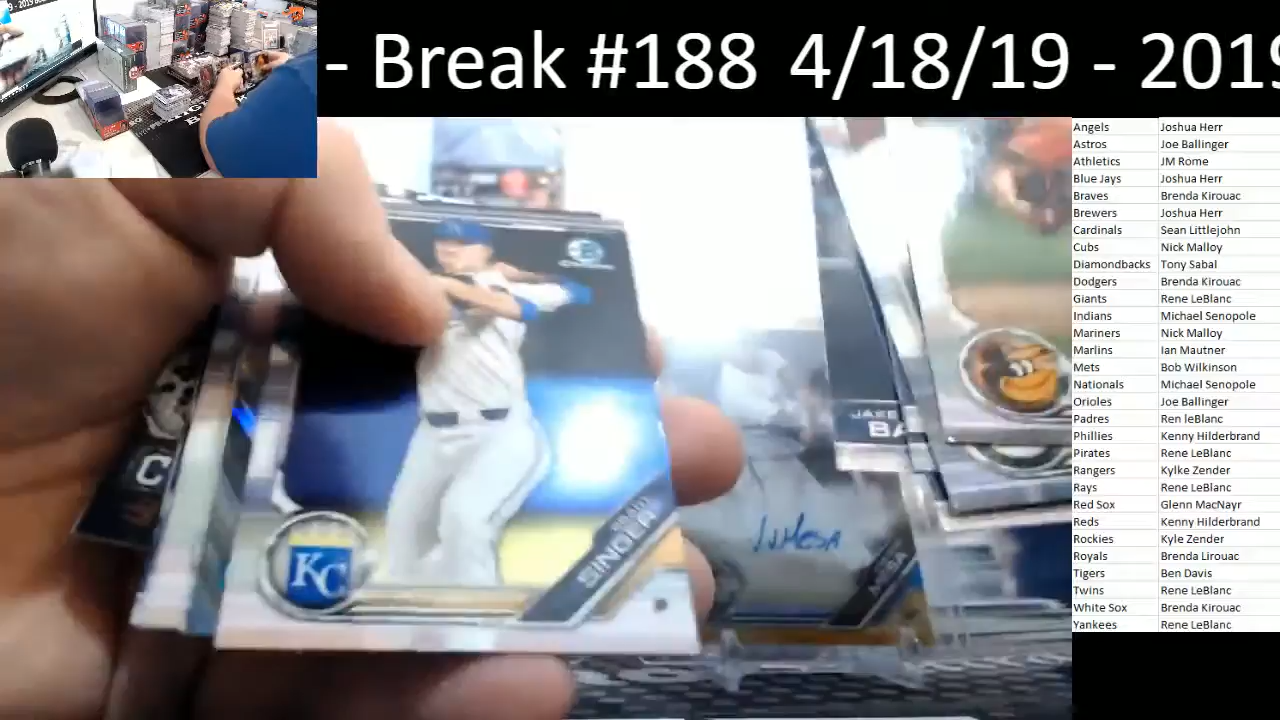 - Break #188 4/18/19 - 2019
Angels Joshua Herr
Astros Joe Ballinger
Athletics JM Rome
Blue Jays Joshua Herr
Braves Brenda Kirouac
Brewers Joshua Herr
Cardinals Sean Littlejohn
Cubs Nick Malloy
Diamondbacks Tony Sabal
Dodgers Brenda Kirouac
Giants Rene LeBlanc
Indians Michael Senopole
Mariners Nick Malloy
Marlins Ian Mautner
Mets Bob Wilkinson
Nationals Michael Senopole
Orioles Joe Ballinger
Padres Ren leBlanc
Phillies Kenny Hilderbrand
Pirates Rene LeBlanc
Rangers Kylke Zender
Rays Rene LeBlanc
Red Sox Glenn MacNayr
Reds Kenny Hilderbrand
Rockies Kyle Zender
Royals Brenda Lirouac
Tigers Ben Davis
Twins Rene LeBlanc
White Sox Brenda Kirouac
Yankees Rene LeBlanc
KC
SINGER
P
MESA
BA
C